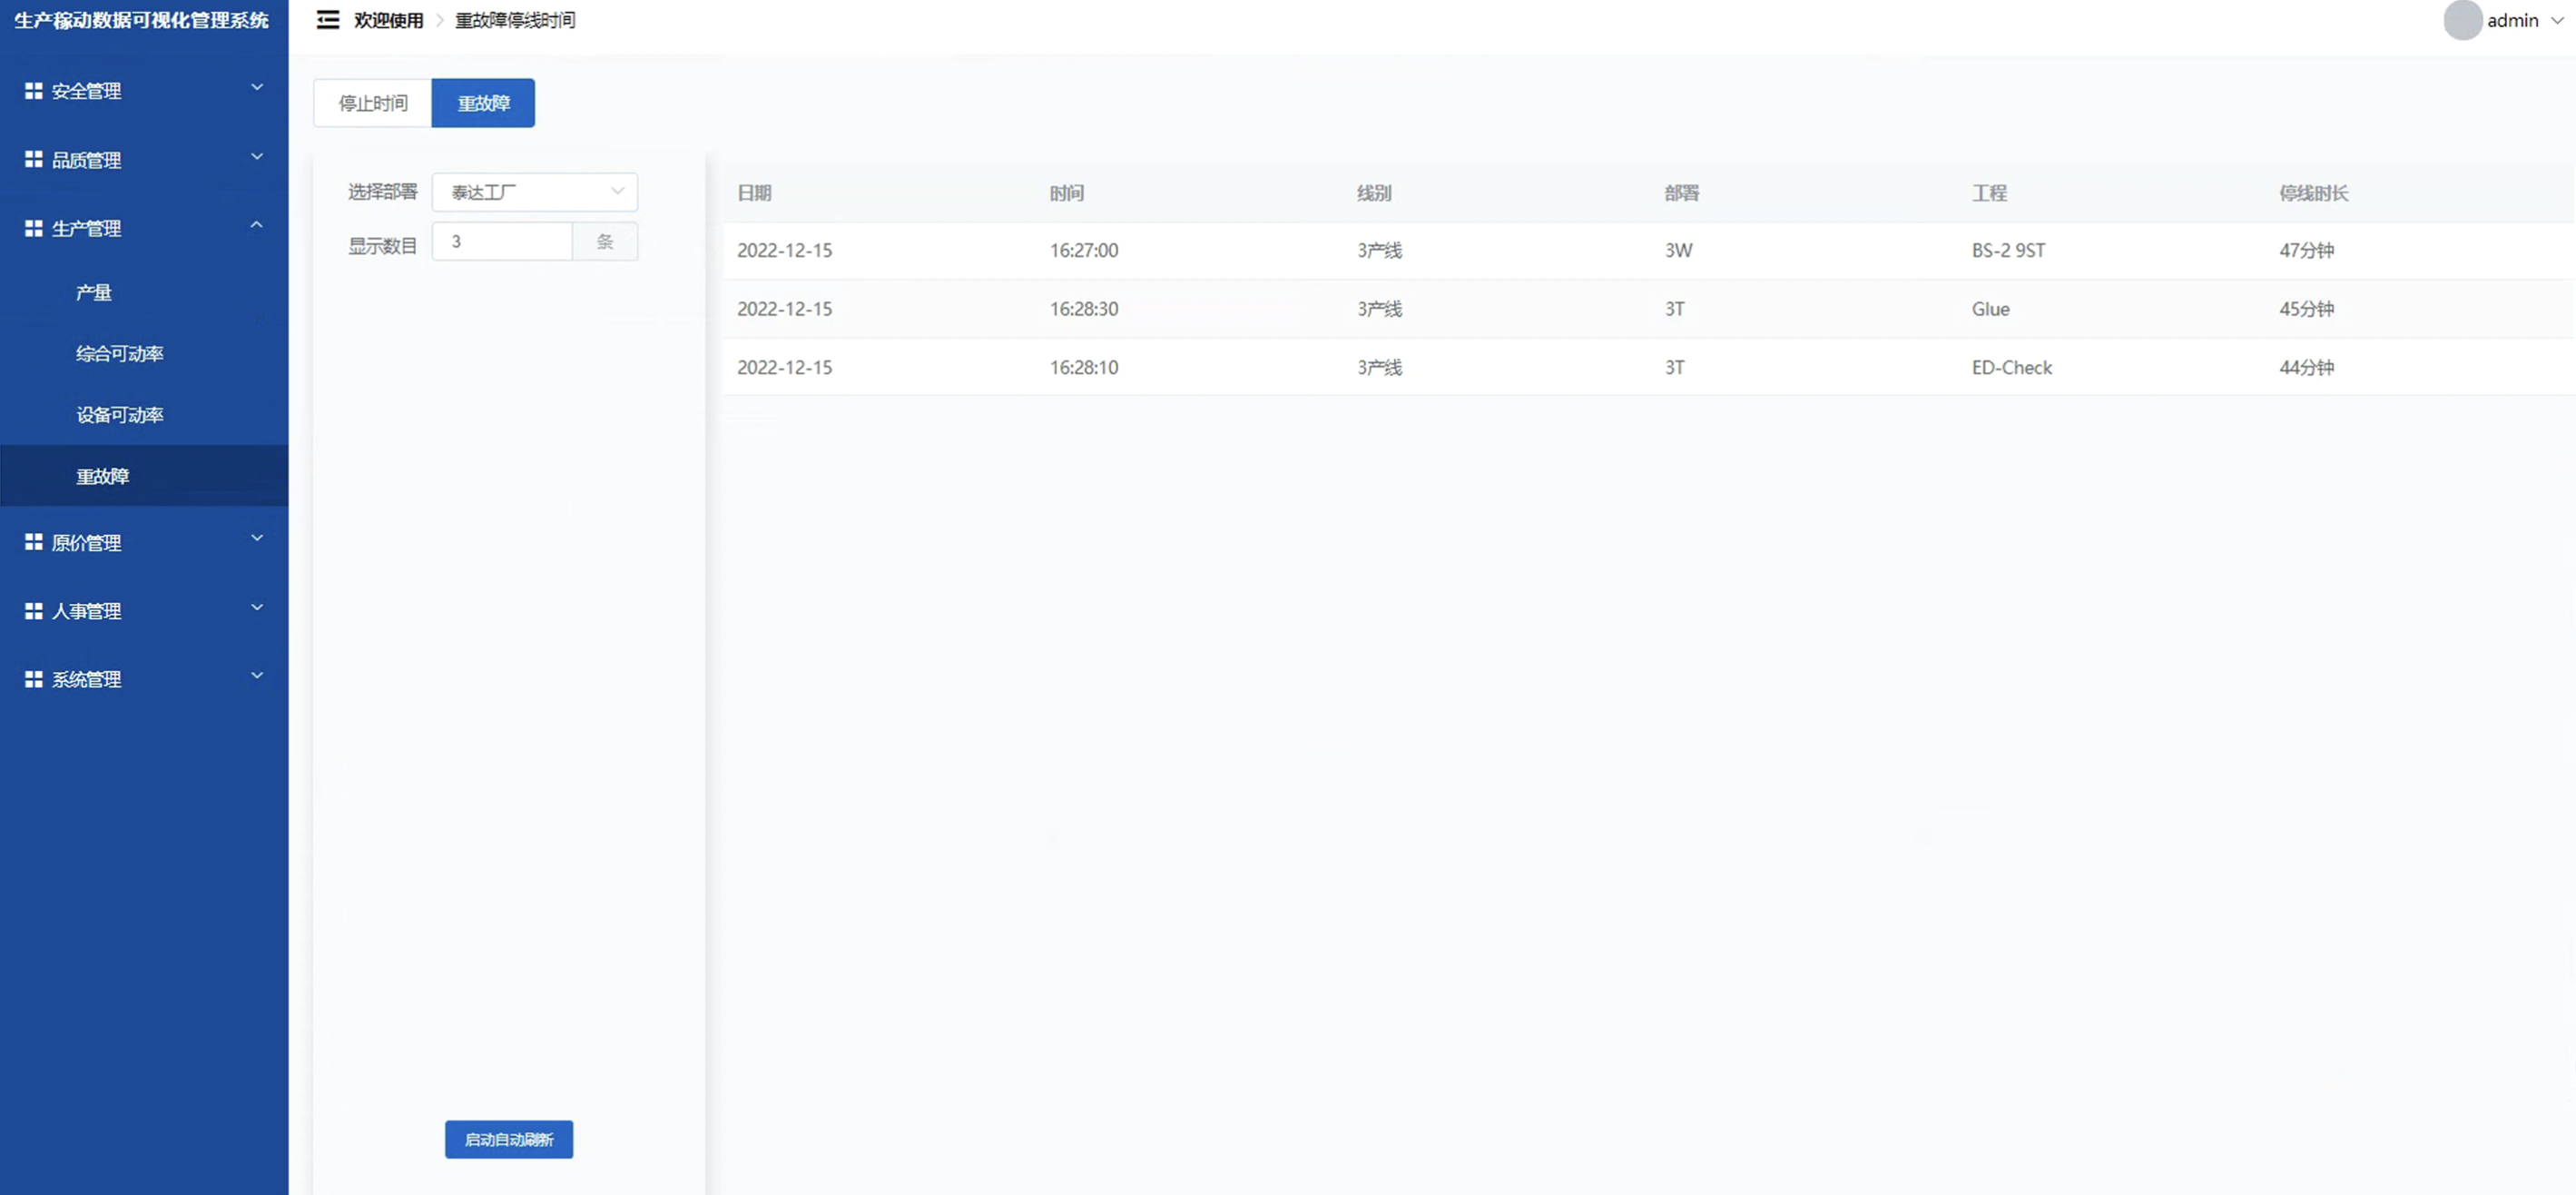 生产稼动数据可视化管理系统
欢迎使用 > 重故障停线时间
admin
安全管理
品质管理
生产管理
产量
综合可动率
设备可动率
重故障
原价管理
人事管理
系统管理
停止时间 重故障
选择部署 泰达工厂
显示数目 3 条
启动自动刷新
日期 时间 线别 部署 工程 停线时长
2022-12-15 16:27:00 3产线 3W BS-2 9ST 47分钟
2022-12-15 16:28:30 3产线 3T Glue 45分钟
2022-12-15 16:28:10 3产线 3T ED-Check 44分钟